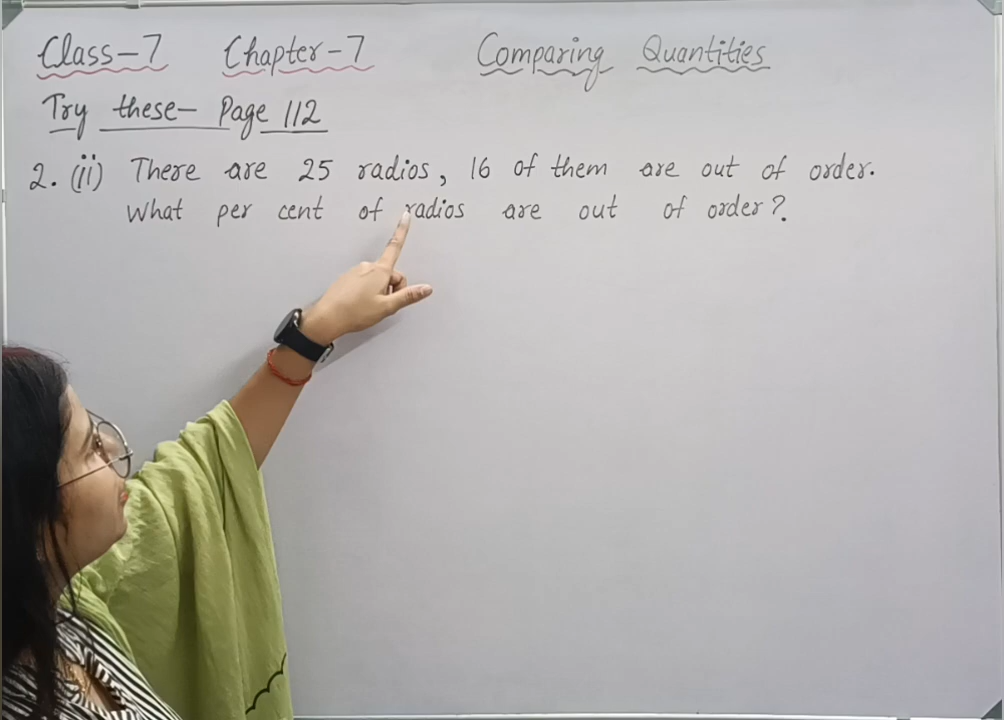 Class-7 Chapter-7 Comparing Quantities
Try these- Page 112
2. (ii) There are 25 radios, 16 of them are out of order.
What per cent of radios are out of order?